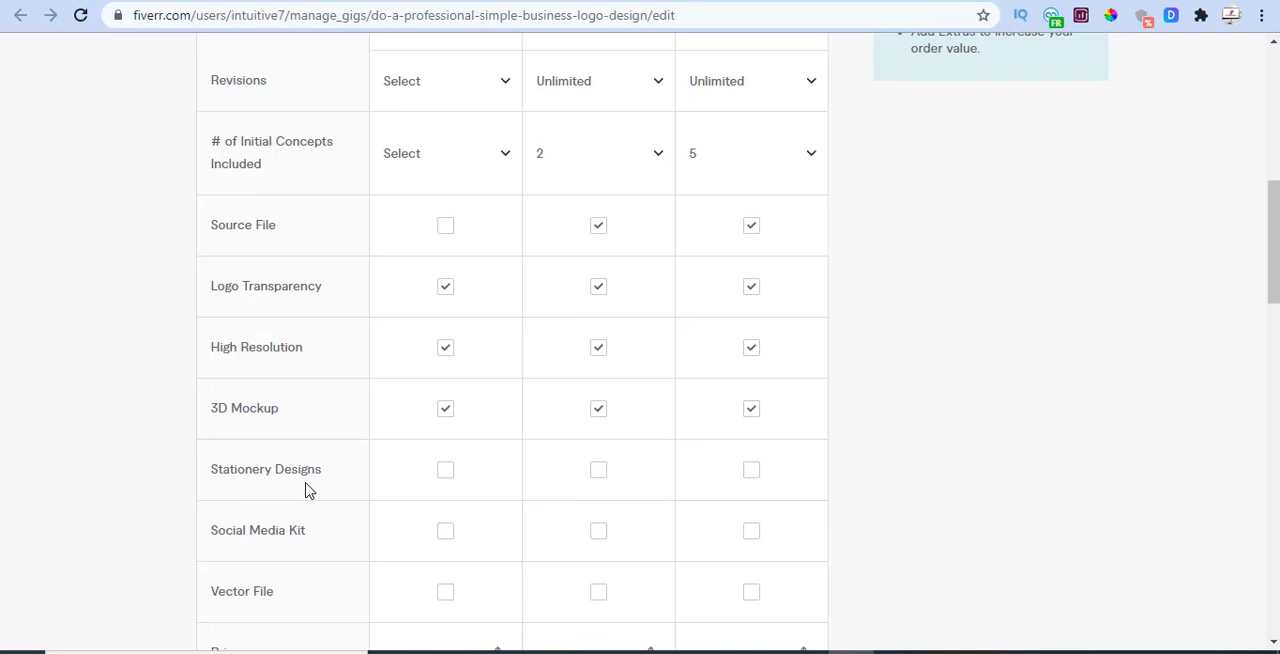 fiverr.com/users/intuitive7/manage_gigs/do-a-professional-simple-business-logo-design/edit
IQ
FR
D
Add Extras to increase your
order value.
Revisions
Select
Unlimited
Unlimited
# of Initial Concepts
Included
Select
2
5
Source File
Logo Transparency
High Resolution
3D Mockup
Stationery Designs
Social Media Kit
Vector File